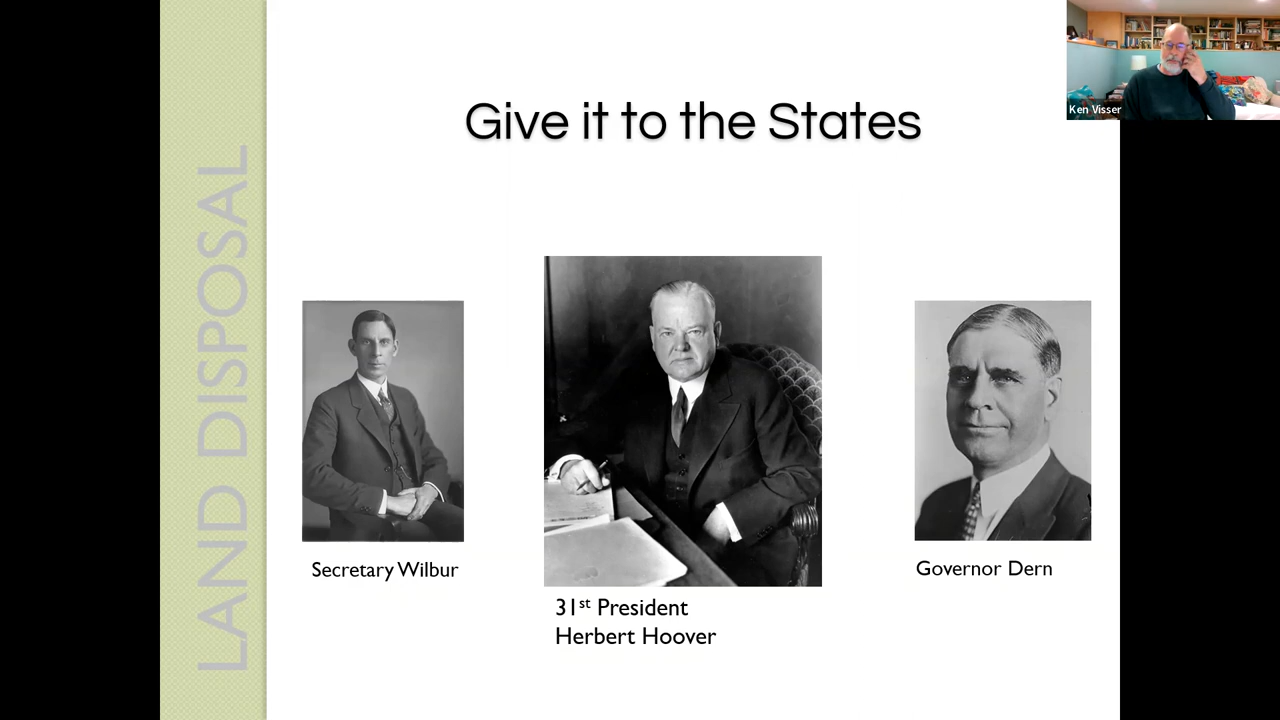 LAND DISPOSAL
Give it to the States
Ken Visser
Secretary Wilbur
31st President
Herbert Hoover
Governor Dern